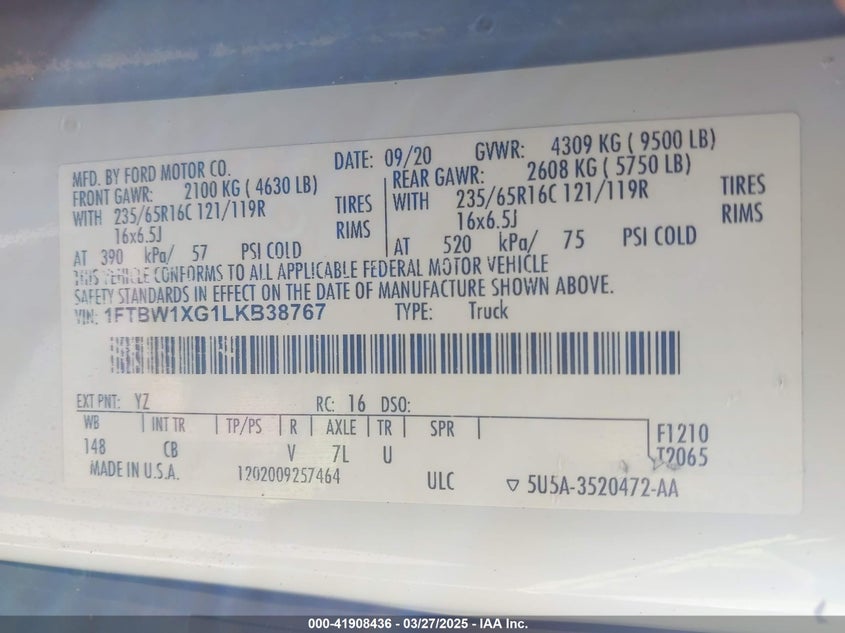 MFD. BY FORD MOTOR CO. DATE: 09/20 GVWR: 4309 KG ( 9500 LB)
FRONT GAWR: 2100 KG ( 4630 LB) REAR GAWR: 2608 KG ( 5750 LB)
WITH 235/65R16C 121/119R TIRES WITH 235/65R16C 121/119R TIRES
16x6.5J RIMS 16x6.5J RIMS
AT 390 kPa/ 57 PSI COLD AT 520 kPa/ 75 PSI COLD
THIS VEHICLE CONFORMS TO ALL APPLICABLE FEDERAL MOTOR VEHICLE
SAFETY STANDARDS IN EFFECT ON THE DATE OF MANUFACTURE SHOWN ABOVE.
VIN: 1FTBW1XG1LKB38767 TYPE: Truck
EXT PNT: YZ RC: 16 DSO:
WB INT TR TP/PS R AXLE TR SPR F1210
148 CB V 7L U T2065
MADE IN U.S.A. 1202009257464 ULC ▽ 5U5A-3520472-AA
000-41908436 - 03/27/2025 - IAA Inc.